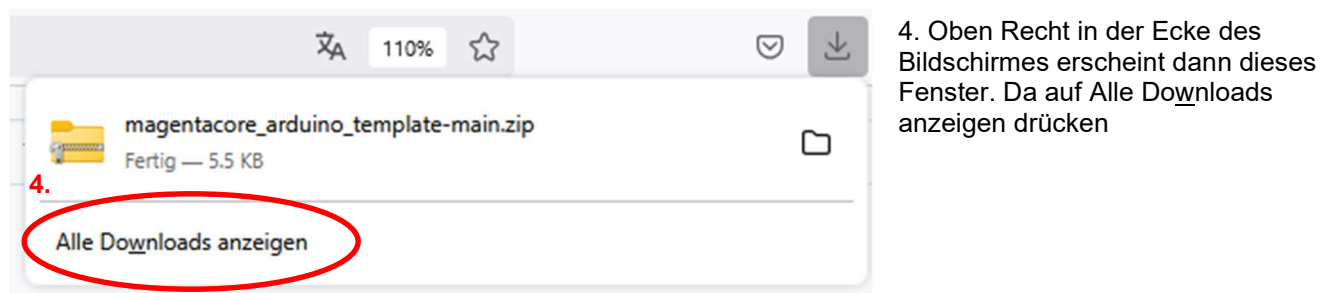 110%
magentacore_arduino_template-main.zip
Fertig — 5.5 KB
4.
Alle Downloads anzeigen
4. Oben Recht in der Ecke des
Bildschirmes erscheint dann dieses
Fenster. Da auf Alle Downloads
anzeigen drücken